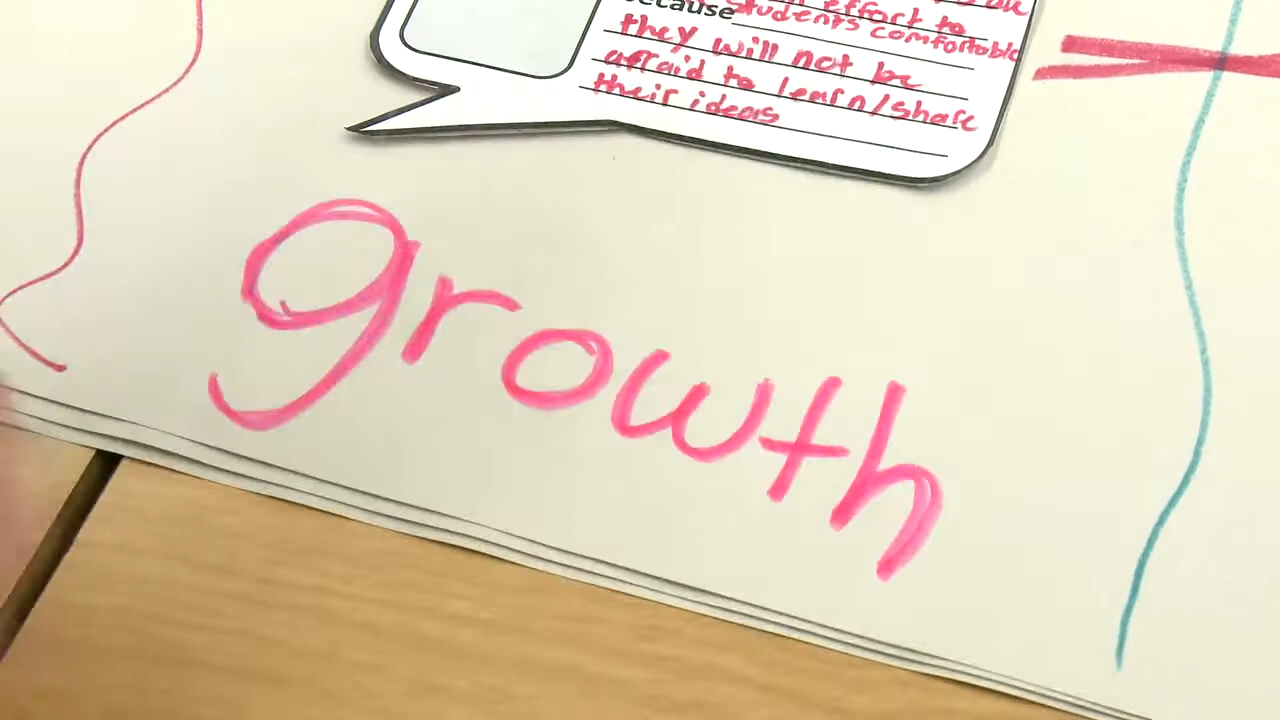 effort to
because students comfortable
they will not be
afraid to learn/share
their ideas
growth